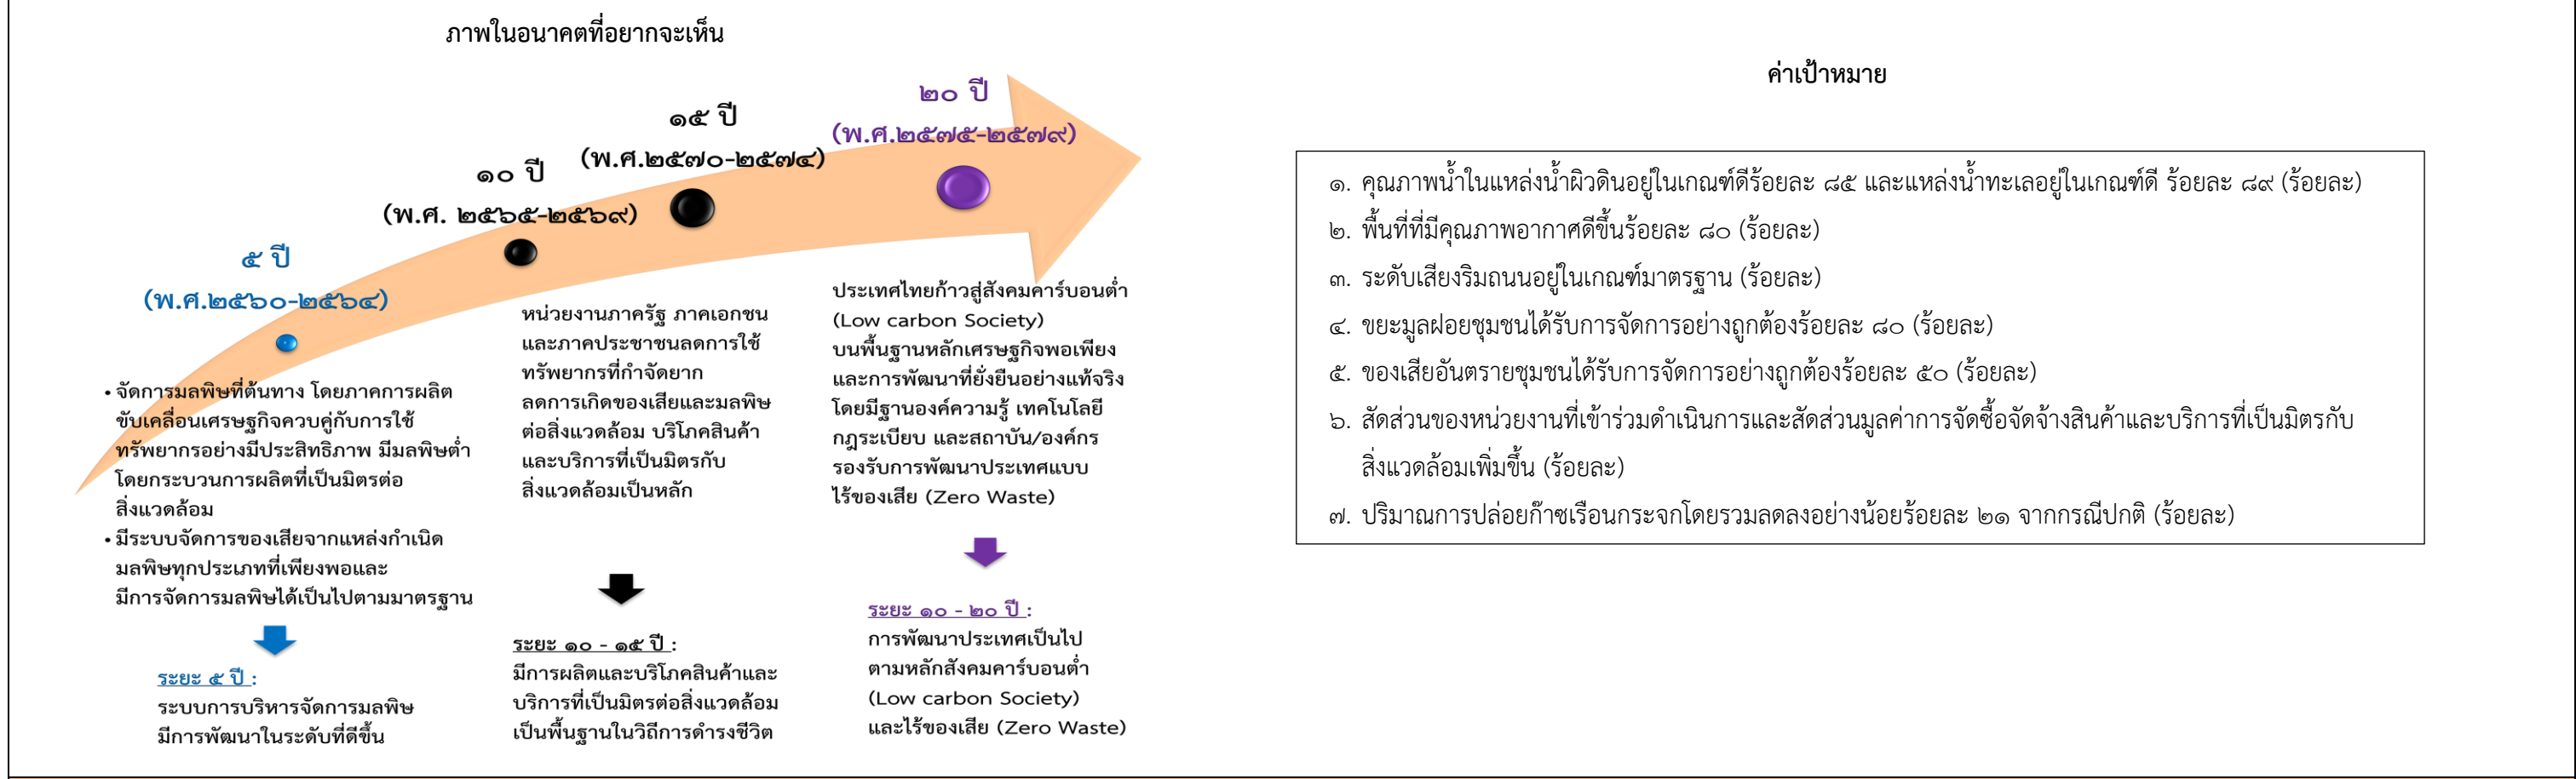 ภาพในอนาคตที่อยากจะเห็น
๕ ปี
(พ.ศ.๒๕๖๐-๒๕๖๔)
๑๐ ปี
(พ.ศ. ๒๕๖๕-๒๕๖๙)
๑๕ ปี
(พ.ศ.๒๕๗๐-๒๕๗๔)
๒๐ ปี
(พ.ศ.๒๕๗๕-๒๕๗๙)
• จัดการมลพิษที่ต้นทาง โดยภาคการผลิต
ขับเคลื่อนเศรษฐกิจควบคู่กับการใช้
ทรัพยากรอย่างมีประสิทธิภาพ มีมลพิษต่ำ
โดยกระบวนการผลิตที่เป็นมิตรต่อ
สิ่งแวดล้อม
• มีระบบจัดการของเสียจากแหล่งกำเนิด
มลพิษทุกประเภทที่เพียงพอและ
มีการจัดการมลพิษได้เป็นไปตามมาตรฐาน
ระยะ ๕ ปี :
ระบบการบริหารจัดการมลพิษ
มีการพัฒนาในระดับที่ดีขึ้น
หน่วยงานภาครัฐ ภาคเอกชน
และภาคประชาชนลดการใช้
ทรัพยากรที่กำจัดยาก
ลดการเกิดของเสียและมลพิษ
ต่อสิ่งแวดล้อม บริโภคสินค้า
และบริการที่เป็นมิตรกับ
สิ่งแวดล้อมเป็นหลัก
ระยะ ๑๐ - ๑๕ ปี :
มีการผลิตและบริโภคสินค้าและ
บริการที่เป็นมิตรต่อสิ่งแวดล้อม
เป็นพื้นฐานในวิถีการดำรงชีวิต
ประเทศไทยก้าวสู่สังคมคาร์บอนต่ำ
(Low carbon Society)
บนพื้นฐานหลักเศรษฐกิจพอเพียง
และการพัฒนาที่ยั่งยืนอย่างแท้จริง
โดยมีฐานองค์ความรู้ เทคโนโลยี
กฎระเบียบ และสถาบัน/องค์กร
รองรับการพัฒนาประเทศแบบ
ไร้ของเสีย (Zero Waste)
ระยะ ๑๐ - ๒๐ ปี :
การพัฒนาประเทศเป็นไป
ตามหลักสังคมคาร์บอนต่ำ
(Low carbon Society)
และไร้ของเสีย (Zero Waste)
ค่าเป้าหมาย
๑. คุณภาพน้ำในแหล่งน้ำผิวดินอยู่ในเกณฑ์ดีร้อยละ ๘๕ และแหล่งน้ำทะเลอยู่ในเกณฑ์ดี ร้อยละ ๘๙ (ร้อยละ)
๒. พื้นที่ที่มีคุณภาพอากาศดีขึ้นร้อยละ ๘๐ (ร้อยละ)
๓. ระดับเสียงริมถนนอยู่ในเกณฑ์มาตรฐาน (ร้อยละ)
๔. ขยะมูลฝอยชุมชนได้รับการจัดการอย่างถูกต้องร้อยละ ๘๐ (ร้อยละ)
๕. ของเสียอันตรายชุมชนได้รับการจัดการอย่างถูกต้องร้อยละ ๕๐ (ร้อยละ)
๖. สัดส่วนของหน่วยงานที่เข้าร่วมดำเนินการและสัดส่วนมูลค่าการจัดซื้อจัดจ้างสินค้าและบริการที่เป็นมิตรกับ
สิ่งแวดล้อมเพิ่มขึ้น (ร้อยละ)
๗. ปริมาณการปล่อยก๊าซเรือนกระจกโดยรวมลดลงอย่างน้อยร้อยละ ๒๑ จากกรณีปกติ (ร้อยละ)